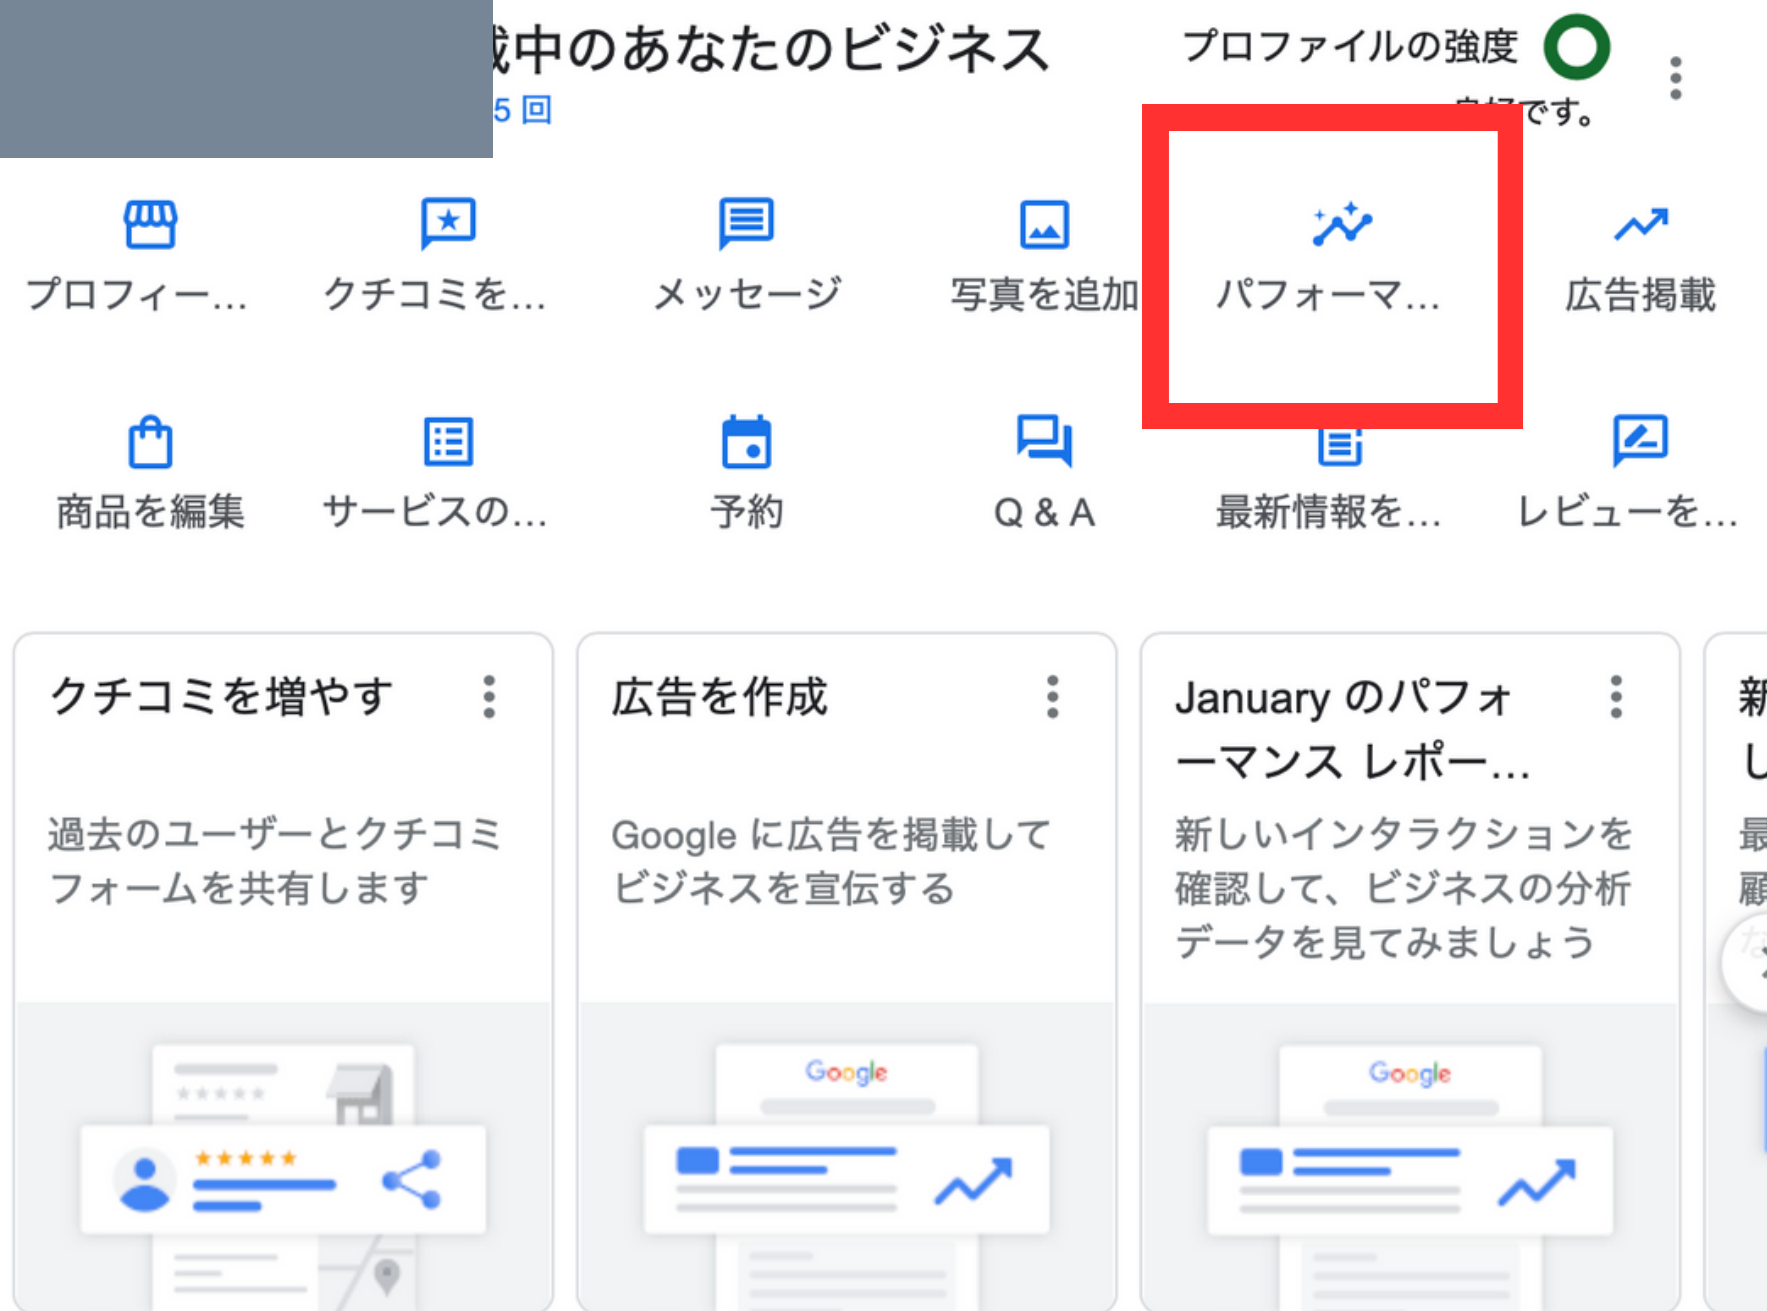 中のあなたのビジネス
プロファイルの強度
5 回
です。
プロフィー...
クチコミを...
メッセージ
写真を追加
パフォーマ...
広告掲載
商品を編集
サービスの...
予約
Q & A
最新情報を...
レビューを...
クチコミを増やす
過去のユーザーとクチコミ
フォームを共有します
広告を作成
Google に広告を掲載して
ビジネスを宣伝する
January のパフォ
ーマンス レポー...
新しいインタラクションを
確認して、ビジネスの分析
データを見てみましょう
新
し
最
顧
Google
Google